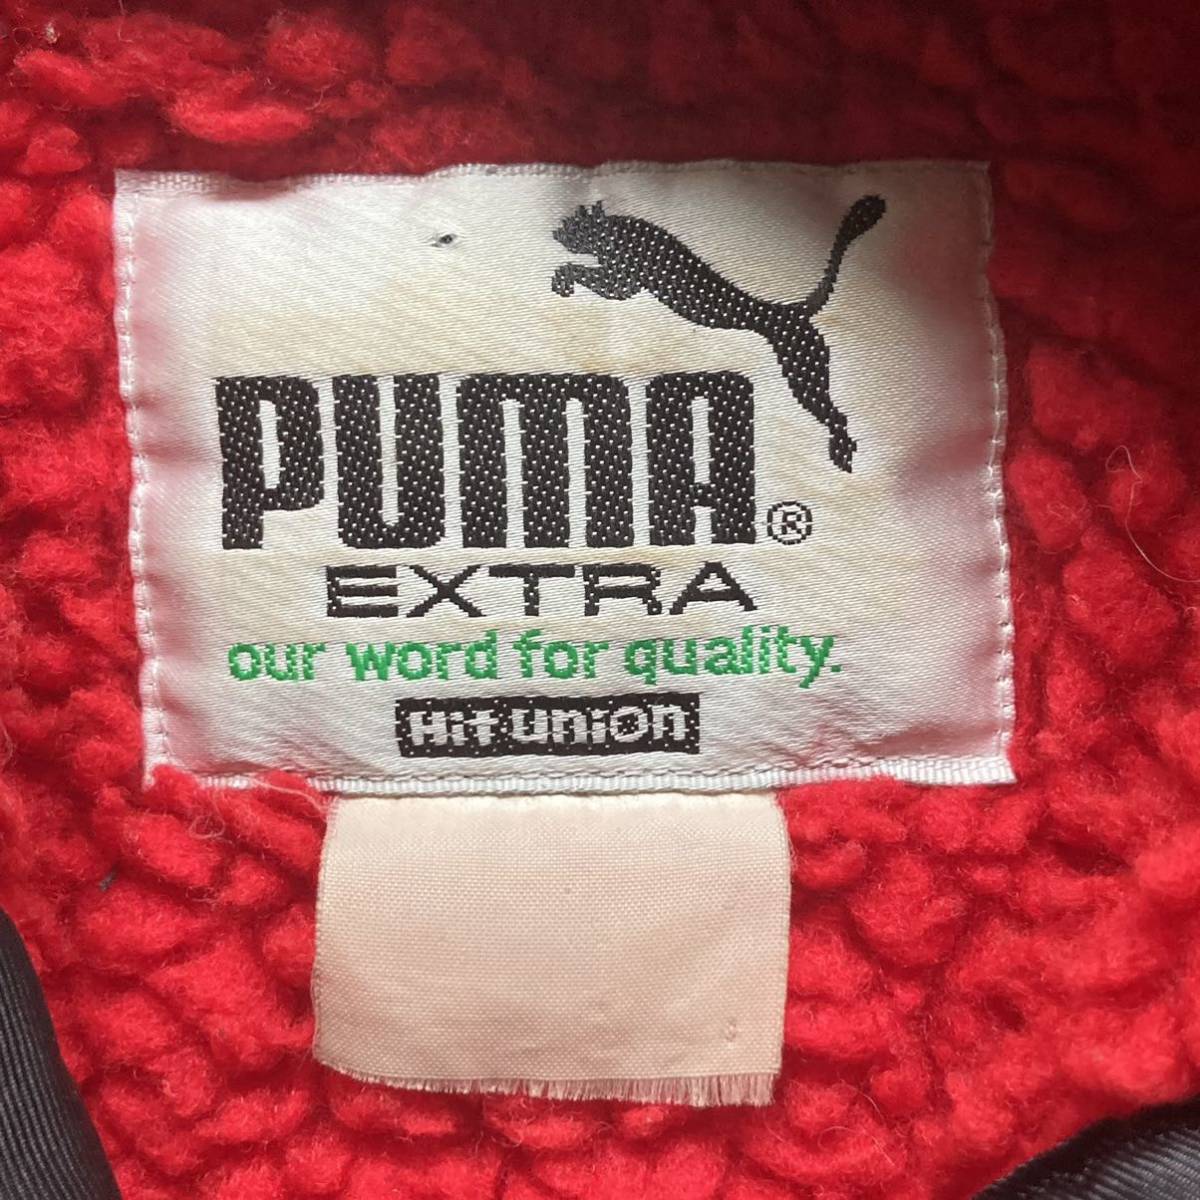 PUMA®
EXTRA
our word for quality.
Hit union